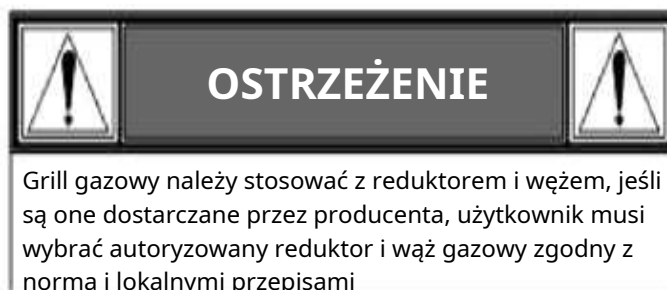 OSTRZEŻENIE
Grill gazowy należy stosować z reduktorem i wężem, jeśli
są one dostarczane przez producenta, użytkownik musi
wybrać autoryzowany reduktor i wąż gazowy zgodny z
normą i lokalnymi przepisami